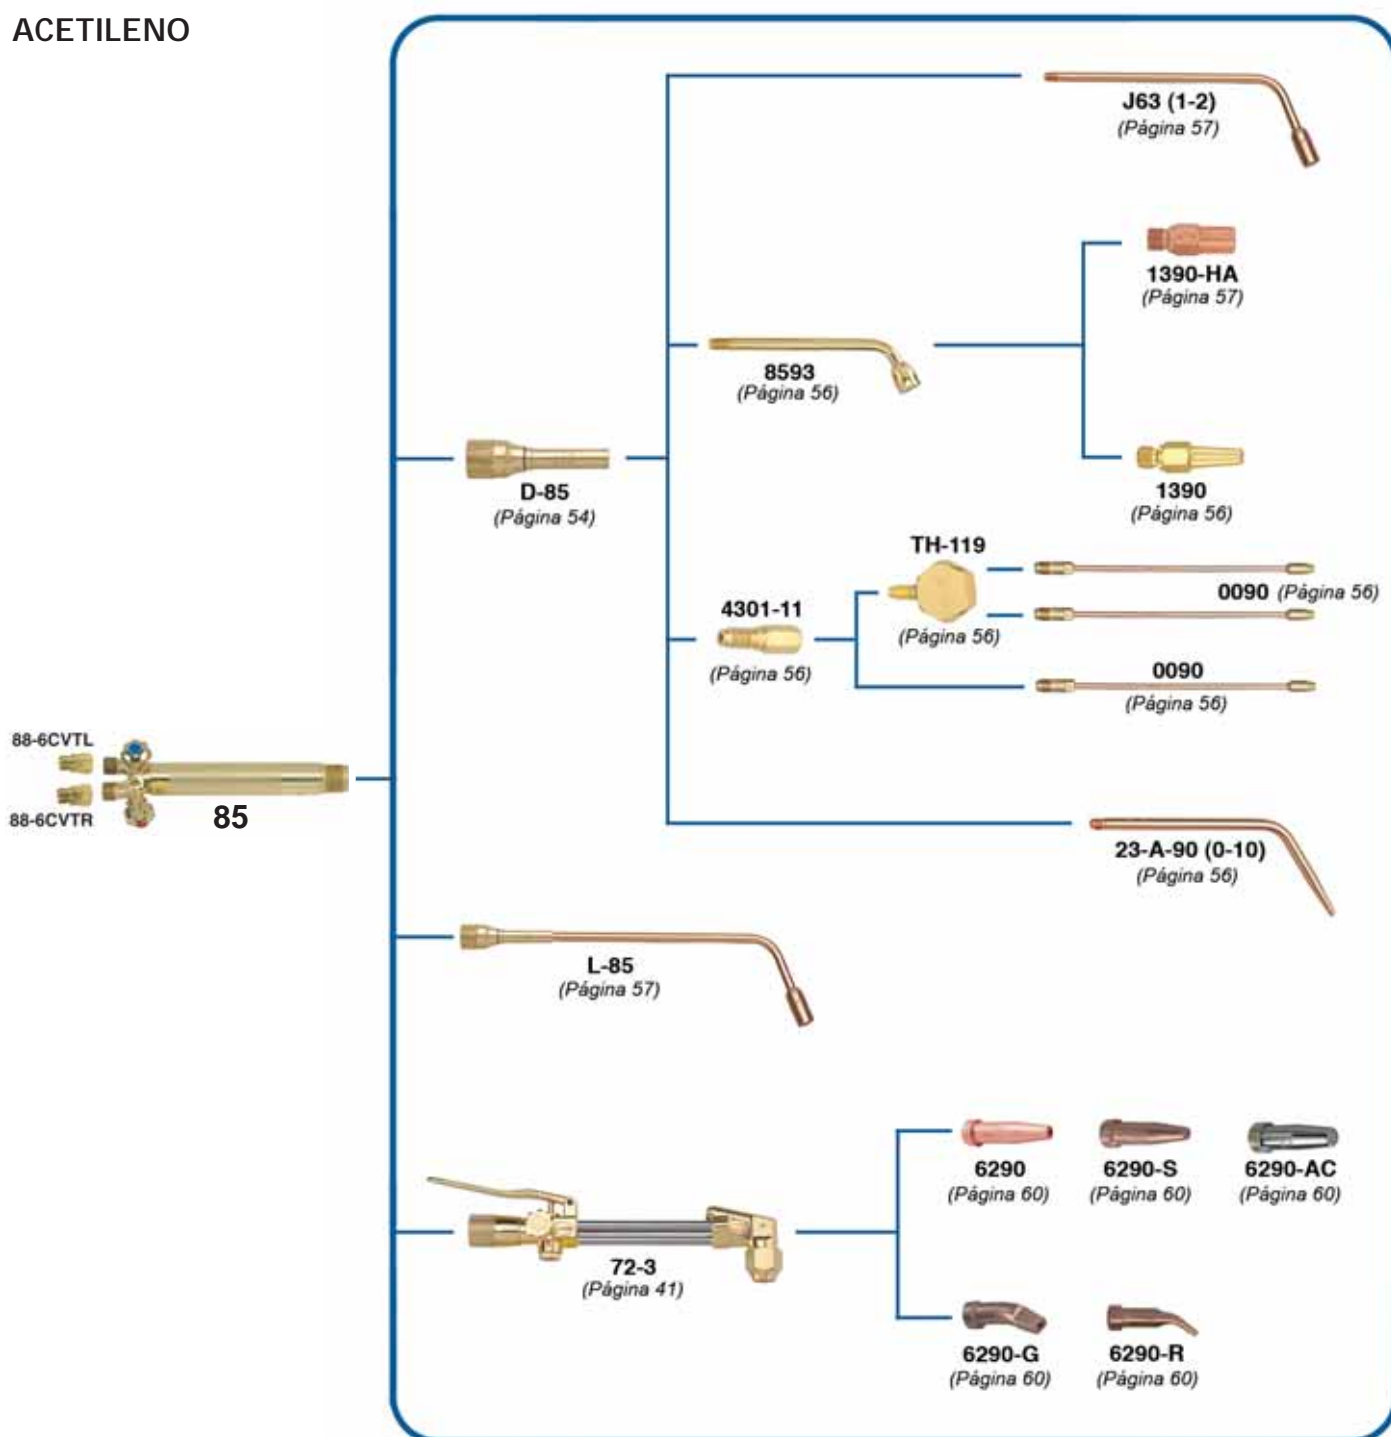 ACETILENO
J63 (1-2)
(Página 57)
1390-HA
(Página 57)
8593
(Página 56)
1390
(Página 56)
D-85
(Página 54)
TH-119
(Página 56)
0090 (Página 56)
4301-11
(Página 56)
0090
(Página 56)
88-6CVTL
88-6CVTR
85
23-A-90 (0-10)
(Página 56)
L-85
(Página 57)
72-3
(Página 41)
6290
(Página 60)
6290-S
(Página 60)
6290-AC
(Página 60)
6290-G
(Página 60)
6290-R
(Página 60)